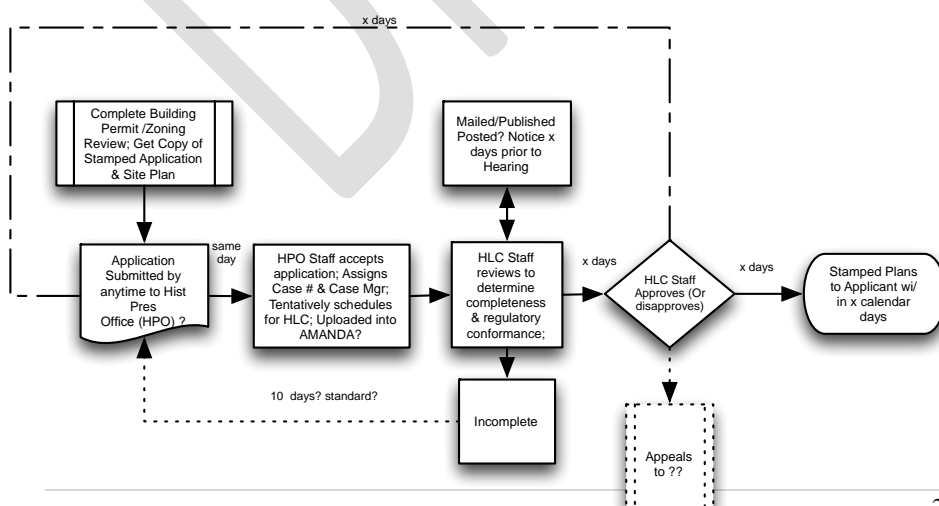 x days
Complete Building
Permit /Zoning
Review; Get Copy of
Stamped Application
& Site Plan
Mailed/Published
Posted? Notice x
days prior to
Hearing
Application
Submitted by
anytime to Hist
Pres
Office (HPO) ?
same
day
HPO Staff accepts
application; Assigns
Case # & Case Mgr;
Tentatively schedules
for HLC; Uploaded into
AMANDA?
HLC Staff
reviews to
determine
completeness
& regulatory
conformance;
x days
HLC Staff
Approves (Or
disapproves)
x days
Stamped Plans
to Applicant w/
in x calendar
days
10 days? standard?
Incomplete
Appeals
to ??